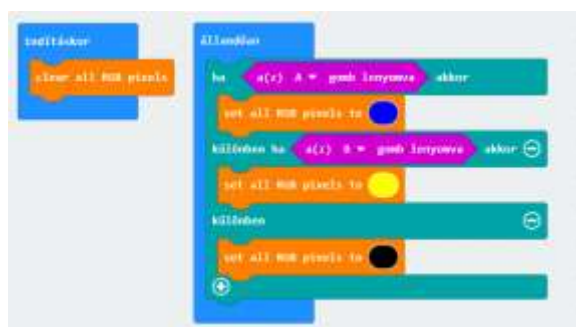 indításkor
clear all RGB pixels
állandóan
ha a(z) A gomb lenyomva akkor
set all RGB pixels to
különben ha a(z) B gomb lenyomva akkor
set all RGB pixels to
különben
set all RGB pixels to